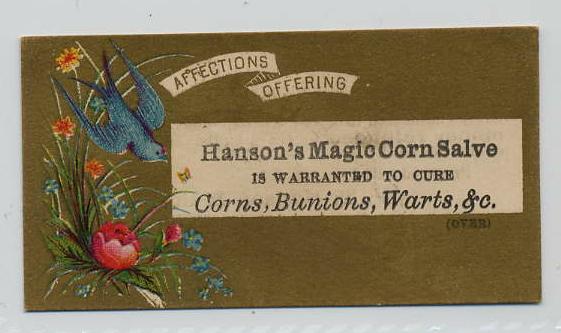 AFFECTIONS
OFFERING
Hanson's Magic Corn Salve
IS WARRANTED TO CURE
Corns, Bunions, Warts, &c.
(OVER)